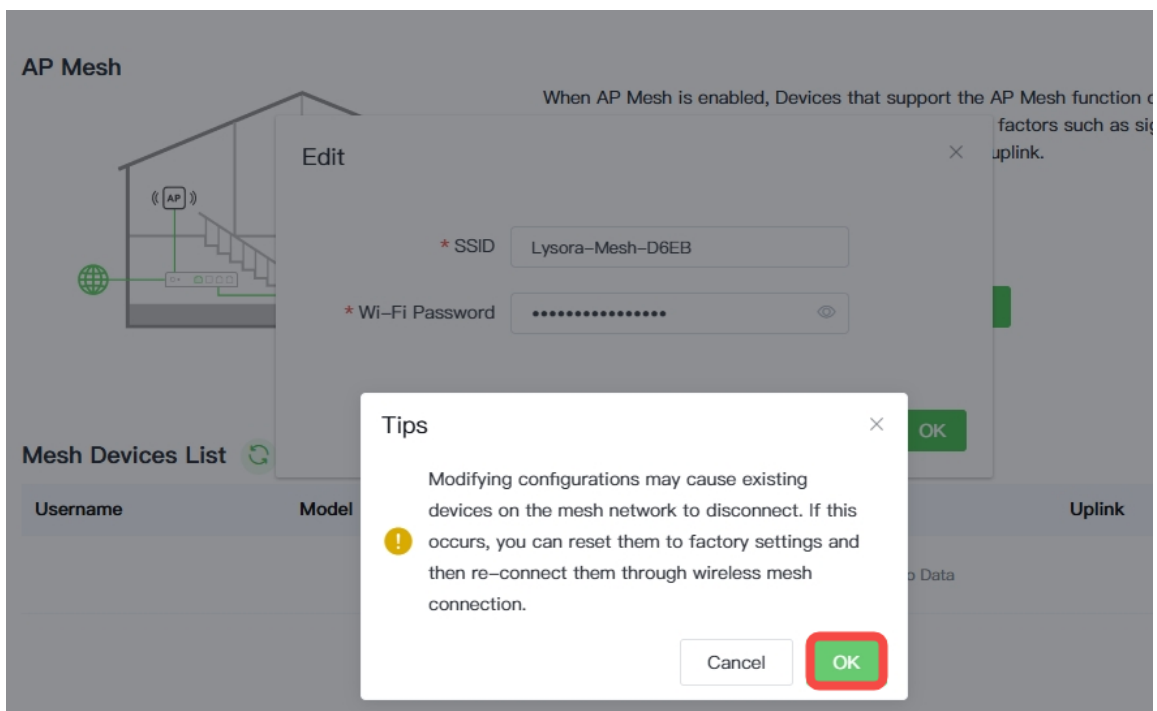 AP Mesh
When AP Mesh is enabled, Devices that support the AP Mesh function
factors such as
uplink.
Edit
AP
* SSID
Lysora-Mesh-D6EB
* Wi-Fi Password
••••••••••••••••
OK
Tips
Mesh Devices List
Modifying configurations may cause existing
devices on the mesh network to disconnect. If this
occurs, you can reset them to factory settings and
then re-connect them through wireless mesh
connection.
Username
Model
Uplink
Data
Cancel
OK